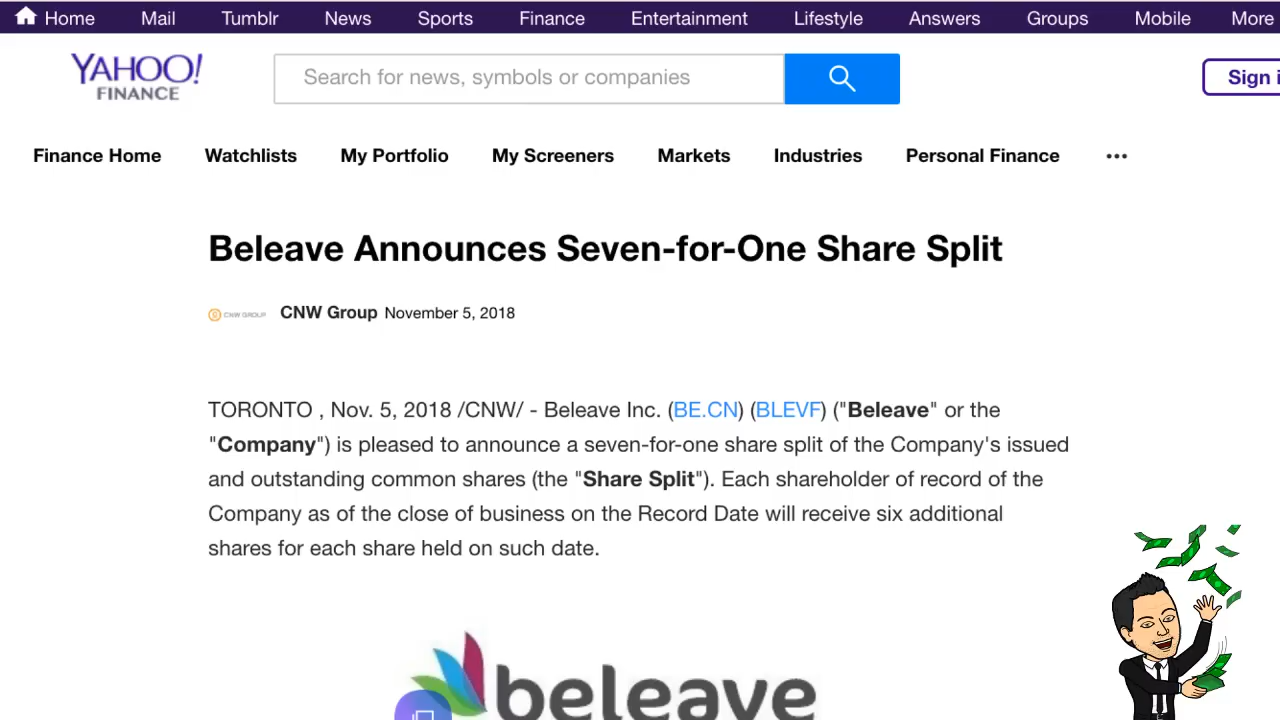 Home Mail Tumblr News Sports Finance Entertainment Lifestyle Answers Groups Mobile More
YAHOO!
FINANCE
Search for news, symbols or companies
Sign i
Finance Home Watchlists My Portfolio My Screeners Markets Industries Personal Finance •••
Beleave Announces Seven-for-One Share Split
CNW GROUP CNW Group November 5, 2018
TORONTO , Nov. 5, 2018 /CNW/ - Beleave Inc. (BE.CN) (BLEVF) ("Beleave" or the
"Company") is pleased to announce a seven-for-one share split of the Company's issued
and outstanding common shares (the "Share Split"). Each shareholder of record of the
Company as of the close of business on the Record Date will receive six additional
shares for each share held on such date.
beleave